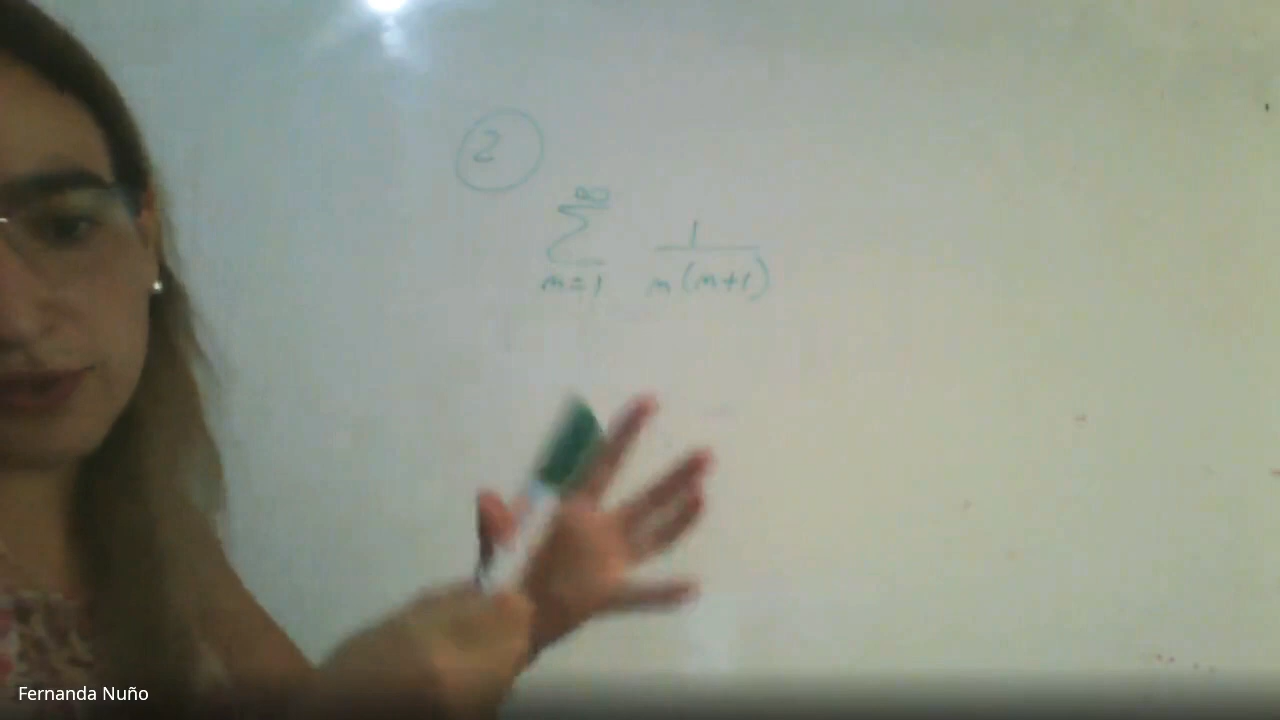 2
∞
Σ 1
n=1 n(n+1)
Fernanda Nuño